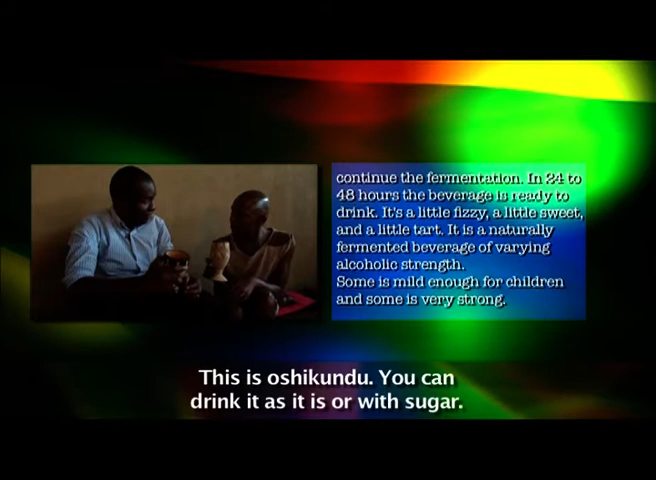 continue the fermentation. In 24 to
48 hours the beverage is ready to
drink. It's a little fizzy, a little sweet,
and a little tart. It is a naturally
fermented beverage of varying
alcoholic strength.
Some is mild enough for children
and some is very strong.
This is oshikundu. You can
drink it as it is or with sugar.